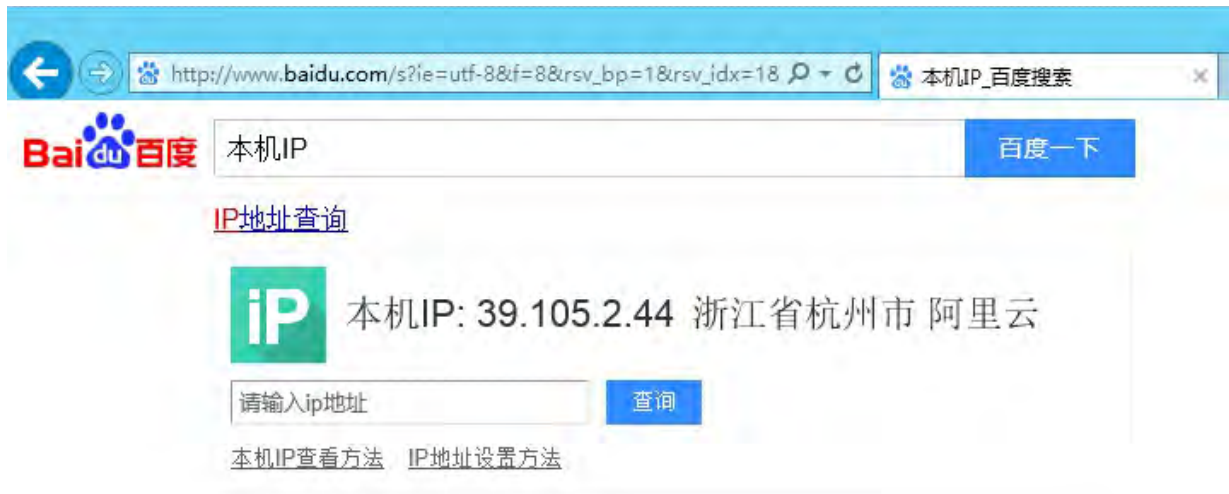 http://www.baidu.com/s?ie=utf-8&f=8&rsv_bp=1&rsv_idx=18 本机IP_百度搜索
Baidu百度 本机IP 百度一下
IP地址查询
iP 本机IP: 39.105.2.44 浙江省杭州市 阿里云
请输入ip地址 查询
本机IP查看方法 IP地址设置方法